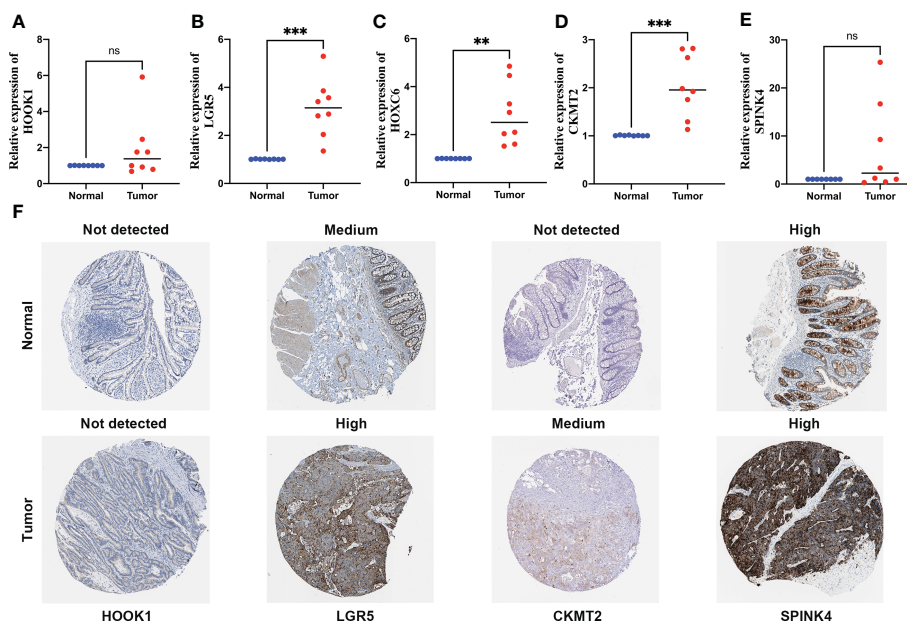 A
B
C
D
E
Relative expression of
HOOK1
8
6
4
2
0
ns
Normal
Tumor
Relative expression of
LGR5
6
4
2
0
***
Normal
Tumor
Relative expression of
HOXC6
6
4
2
0
**
Normal
Tumor
Relative expression of
CKMT2
3
2
1
0
***
Normal
Tumor
Relative expression of
SPINK4
30
20
10
0
ns
Normal
Tumor
F
Not detected
Medium
Not detected
High
Normal
Not detected
High
Medium
High
Tumor
HOOK1
LGR5
CKMT2
SPINK4